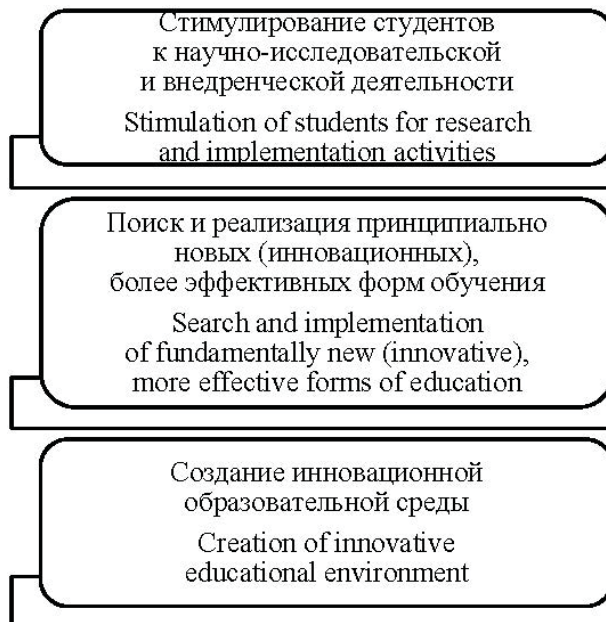 Стимулирование студентов
к научно-исследовательской
и внедренческой деятельности
Stimulation of students for research
and implementation activities
Поиск и реализация принципиально
новых (инновационных),
более эффективных форм обучения
Search and implementation
of fundamentally new (innovative),
more effective forms of education
Создание инновационной
образовательной среды
Creation of innovative
educational environment